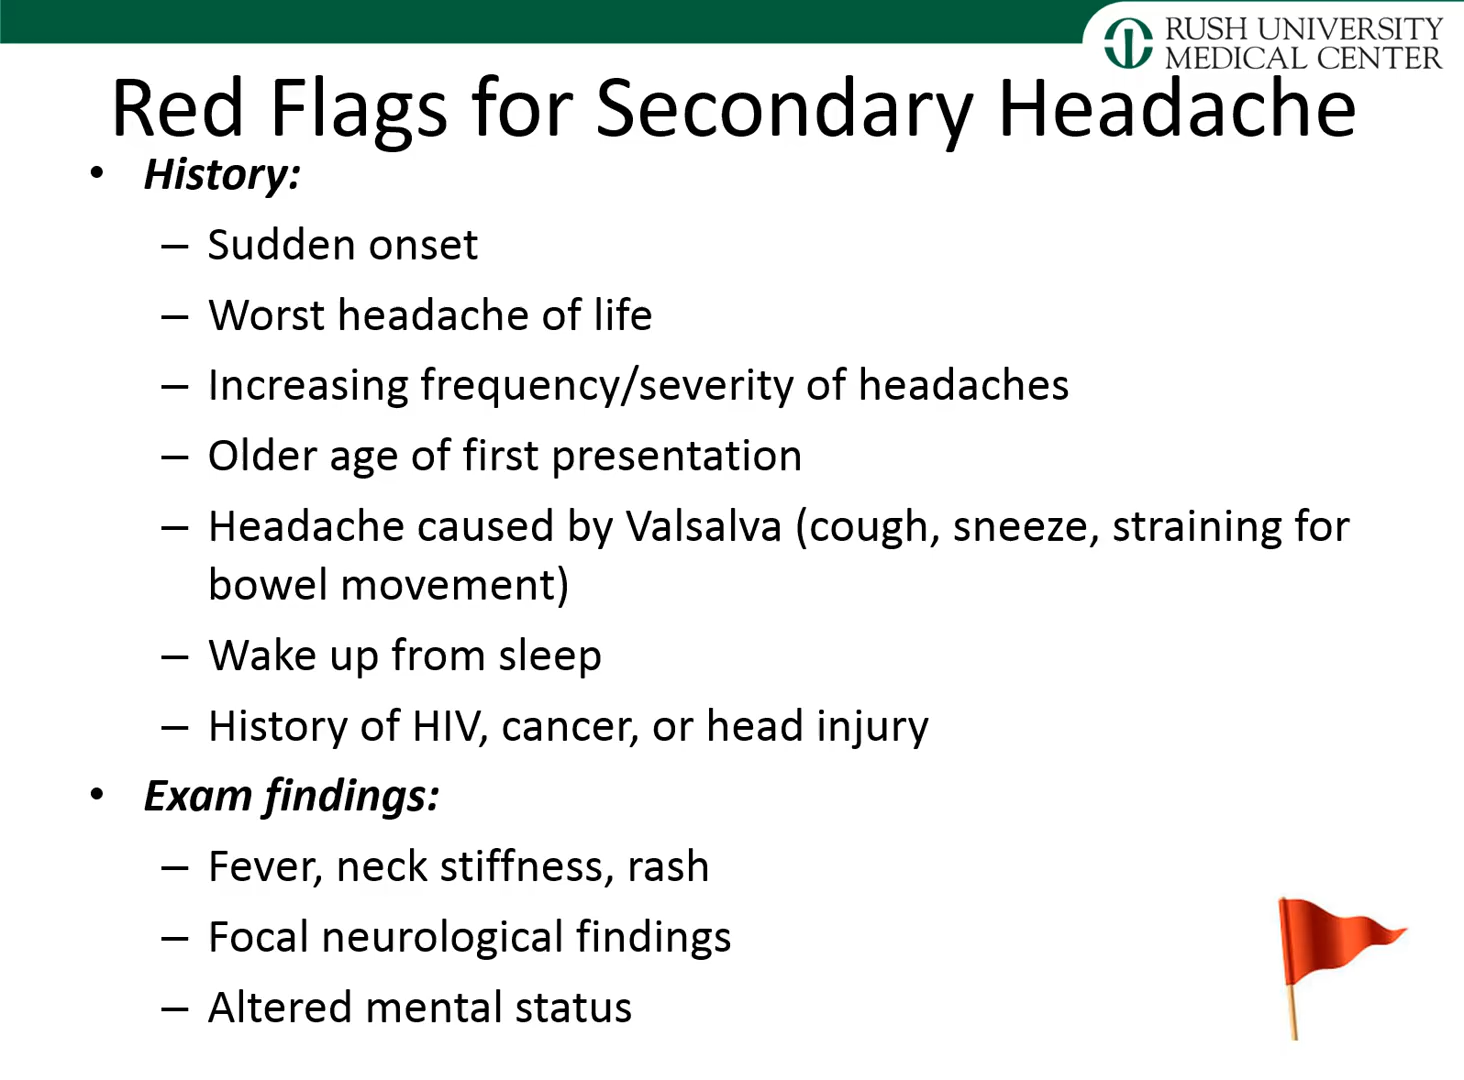 RUSH UNIVERSITY
MEDICAL CENTER
Red Flags for Secondary Headache
• History:
– Sudden onset
– Worst headache of life
– Increasing frequency/severity of headaches
– Older age of first presentation
– Headache caused by Valsalva (cough, sneeze, straining for
bowel movement)
– Wake up from sleep
– History of HIV, cancer, or head injury
• Exam findings:
– Fever, neck stiffness, rash
– Focal neurological findings
– Altered mental status